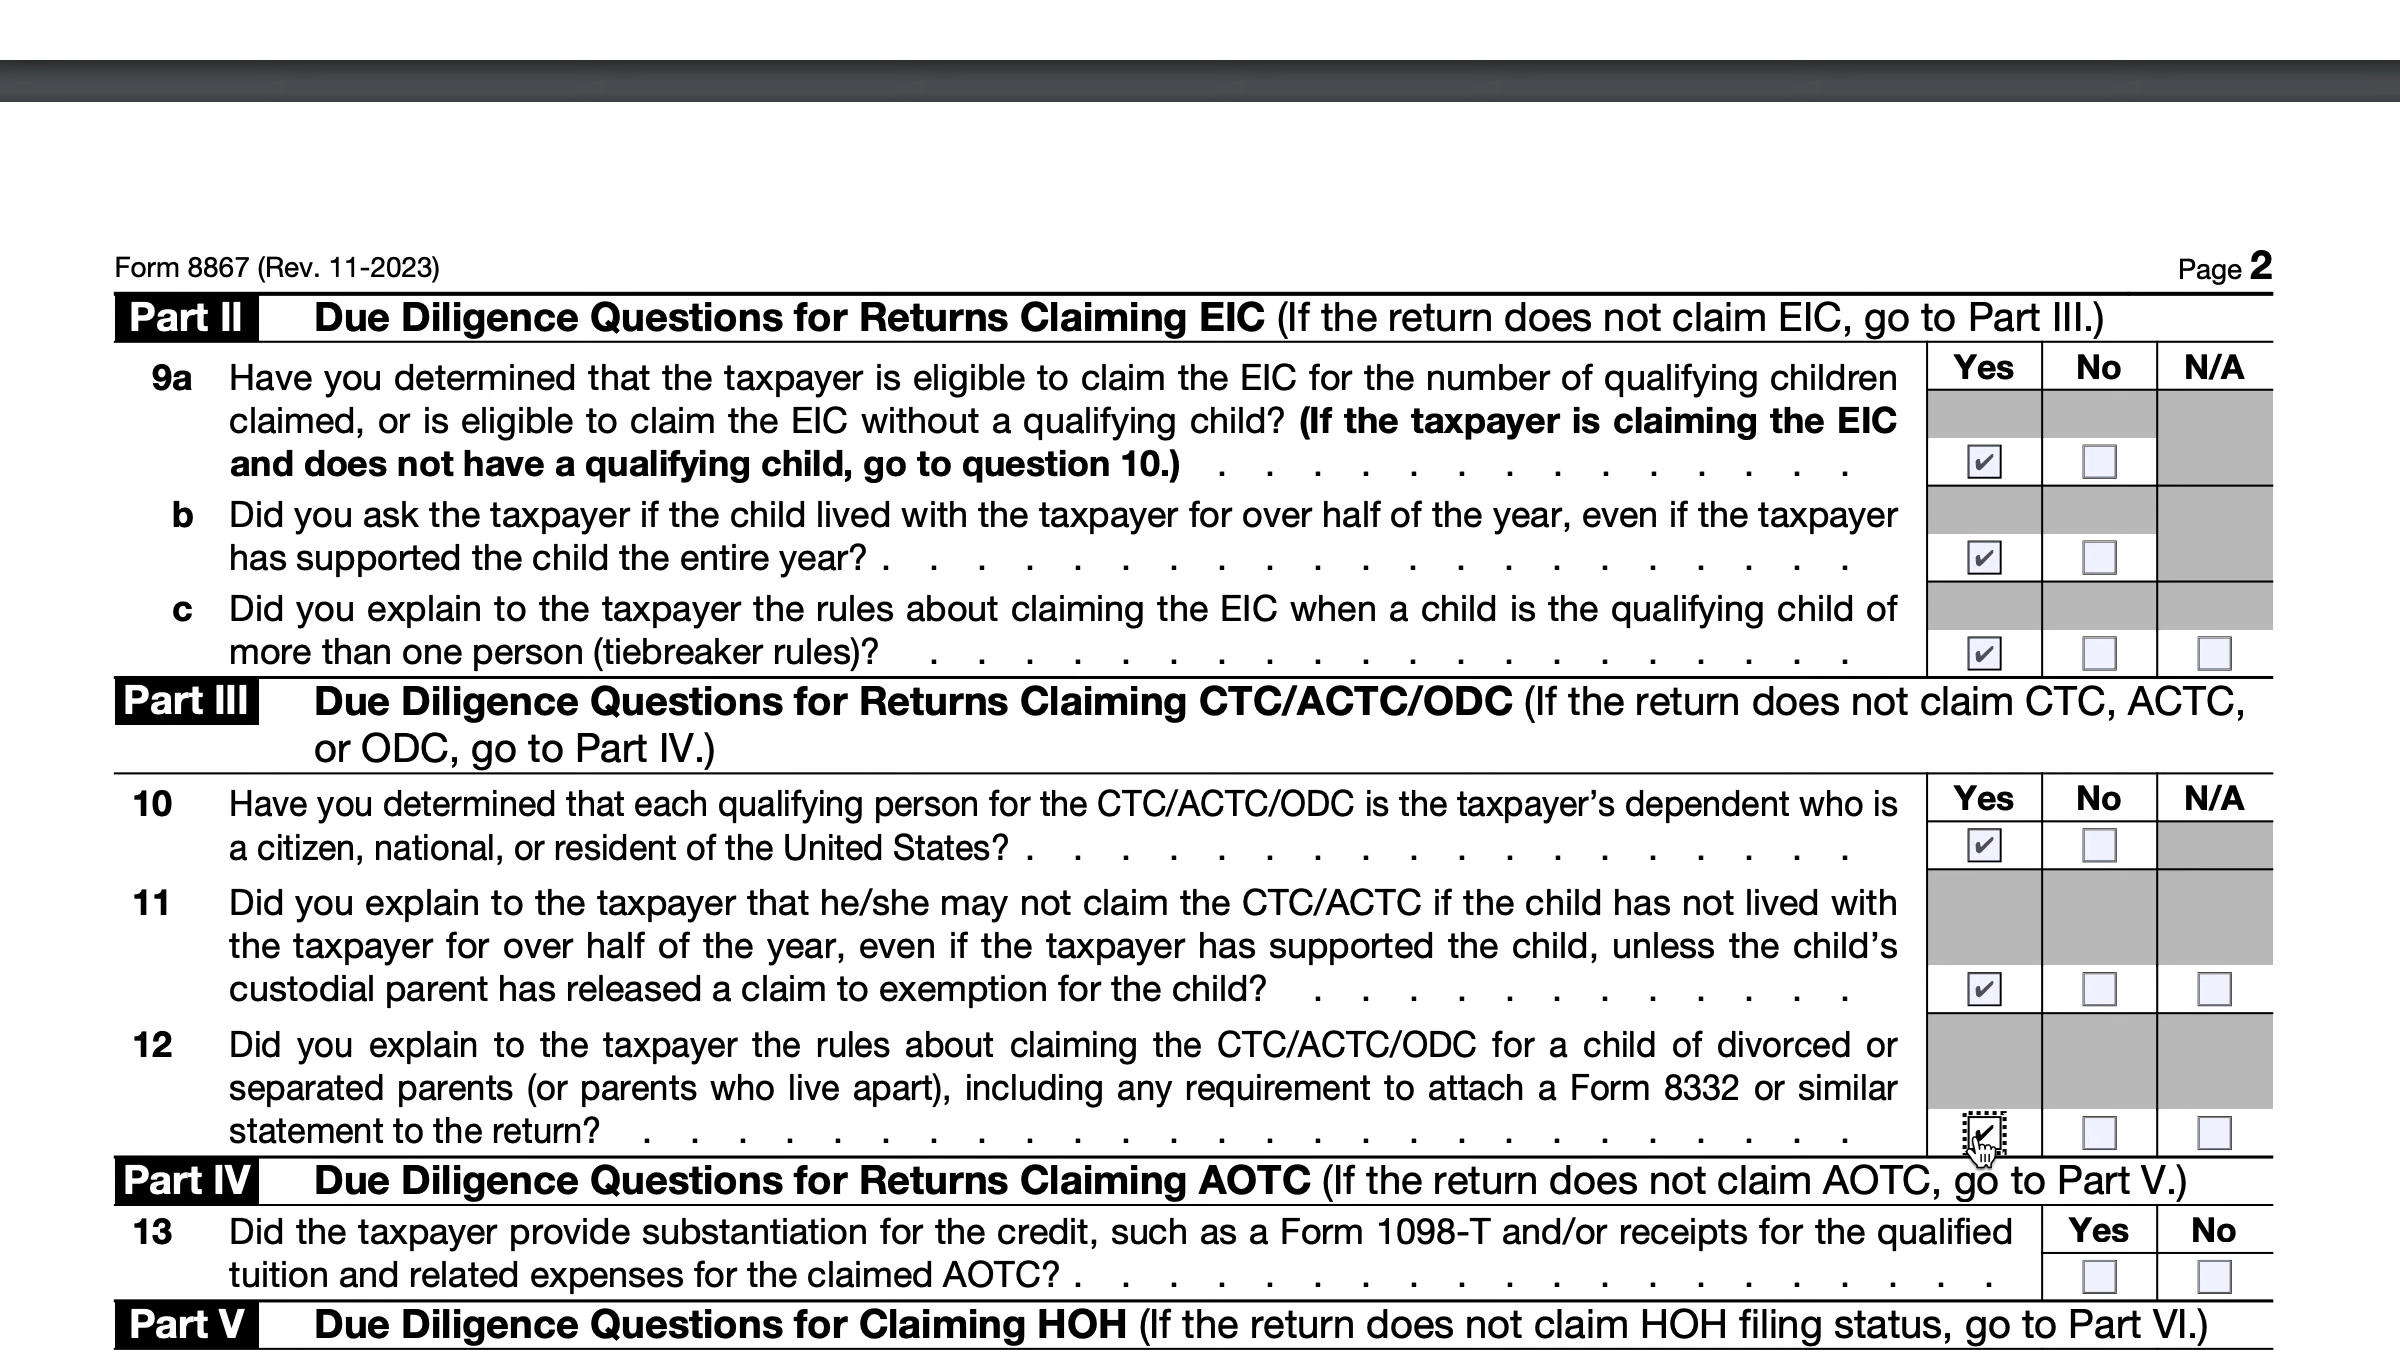 Form 8867 (Rev. 11-2023) Page 2
Part II Due Diligence Questions for Returns Claiming EIC (If the return does not claim EIC, go to Part III.)
9a Have you determined that the taxpayer is eligible to claim the EIC for the number of qualifying children Yes No N/A
claimed, or is eligible to claim the EIC without a qualifying child? (If the taxpayer is claiming the EIC
and does not have a qualifying child, go to question 10.) . . . . . . . . . . . . . . ✔
b Did you ask the taxpayer if the child lived with the taxpayer for over half of the year, even if the taxpayer
has supported the child the entire year? . . . . . . . . . . . . . . . . . . . . . ✔
c Did you explain to the taxpayer the rules about claiming the EIC when a child is the qualifying child of
more than one person (tiebreaker rules)? . . . . . . . . . . . . . . . . . . . . ✔
Part III Due Diligence Questions for Returns Claiming CTC/ACTC/ODC (If the return does not claim CTC, ACTC,
or ODC, go to Part IV.)
10 Have you determined that each qualifying person for the CTC/ACTC/ODC is the taxpayer’s dependent who is Yes No N/A
a citizen, national, or resident of the United States? . . . . . . . . . . . . . . . . . . ✔
11 Did you explain to the taxpayer that he/she may not claim the CTC/ACTC if the child has not lived with
the taxpayer for over half of the year, even if the taxpayer has supported the child, unless the child’s
custodial parent has released a claim to exemption for the child? . . . . . . . . . . . . ✔
12 Did you explain to the taxpayer the rules about claiming the CTC/ACTC/ODC for a child of divorced or
separated parents (or parents who live apart), including any requirement to attach a Form 8332 or similar
statement to the return? . . . . . . . . . . . . . . . . . . . . . . . . . . ✔
Part IV Due Diligence Questions for Returns Claiming AOTC (If the return does not claim AOTC, go to Part V.)
13 Did the taxpayer provide substantiation for the credit, such as a Form 1098-T and/or receipts for the qualified Yes No
tuition and related expenses for the claimed AOTC? . . . . . . . . . . . . . . . . . . . .
Part V Due Diligence Questions for Claiming HOH (If the return does not claim HOH filing status, go to Part VI.)